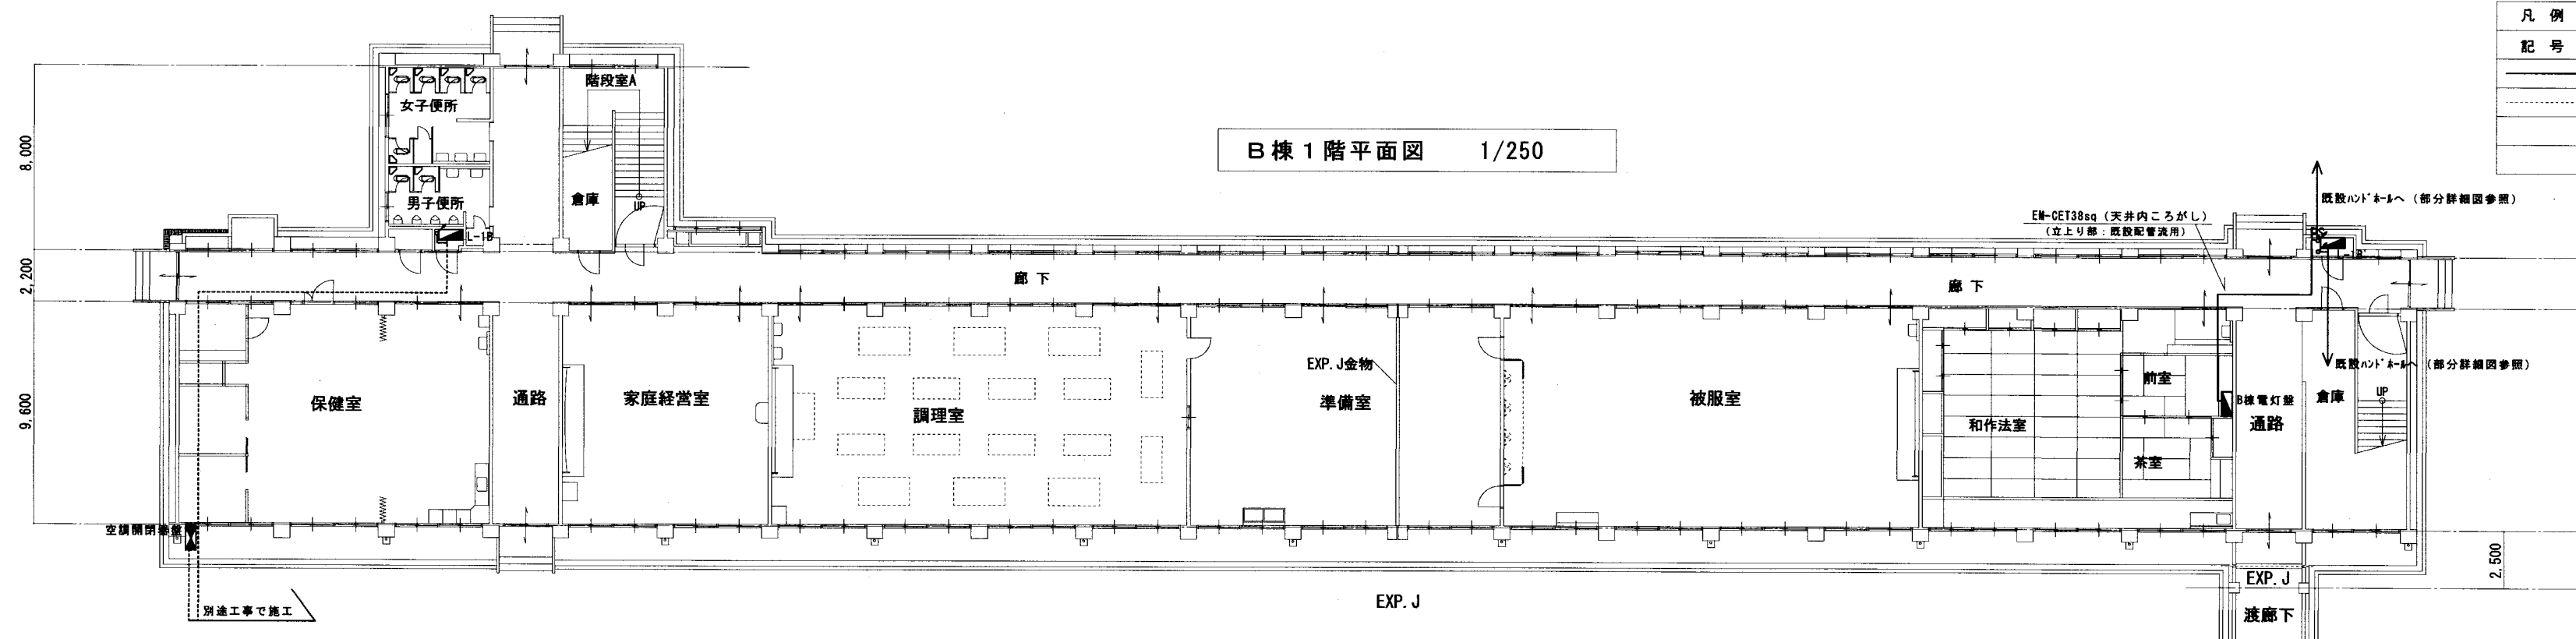 凡 例
記 号
階段室A
女子便所
8,000
B棟1階平面図 1/250
既設ﾊﾝﾄﾞﾎｰﾙへ (部分詳細図参照)
倉庫
男子便所
UP
EM-CET38sq (天井内ころがし)
(立上り部:既設配管流用)
L-1B
L-1B
2,200
廊下
廊下
EXP.J金物
既設ﾊﾝﾄﾞﾎｰﾙへ (部分詳細図参照)
前室
UP
9,600
保健室
通路
家庭経営室
調理室
準備室
被服室
和作法室
B棟電灯盤
通路
倉庫
茶室
空調開閉器盤
2,500
EXP.J
EXP.J
別途工事で施工
渡廊下